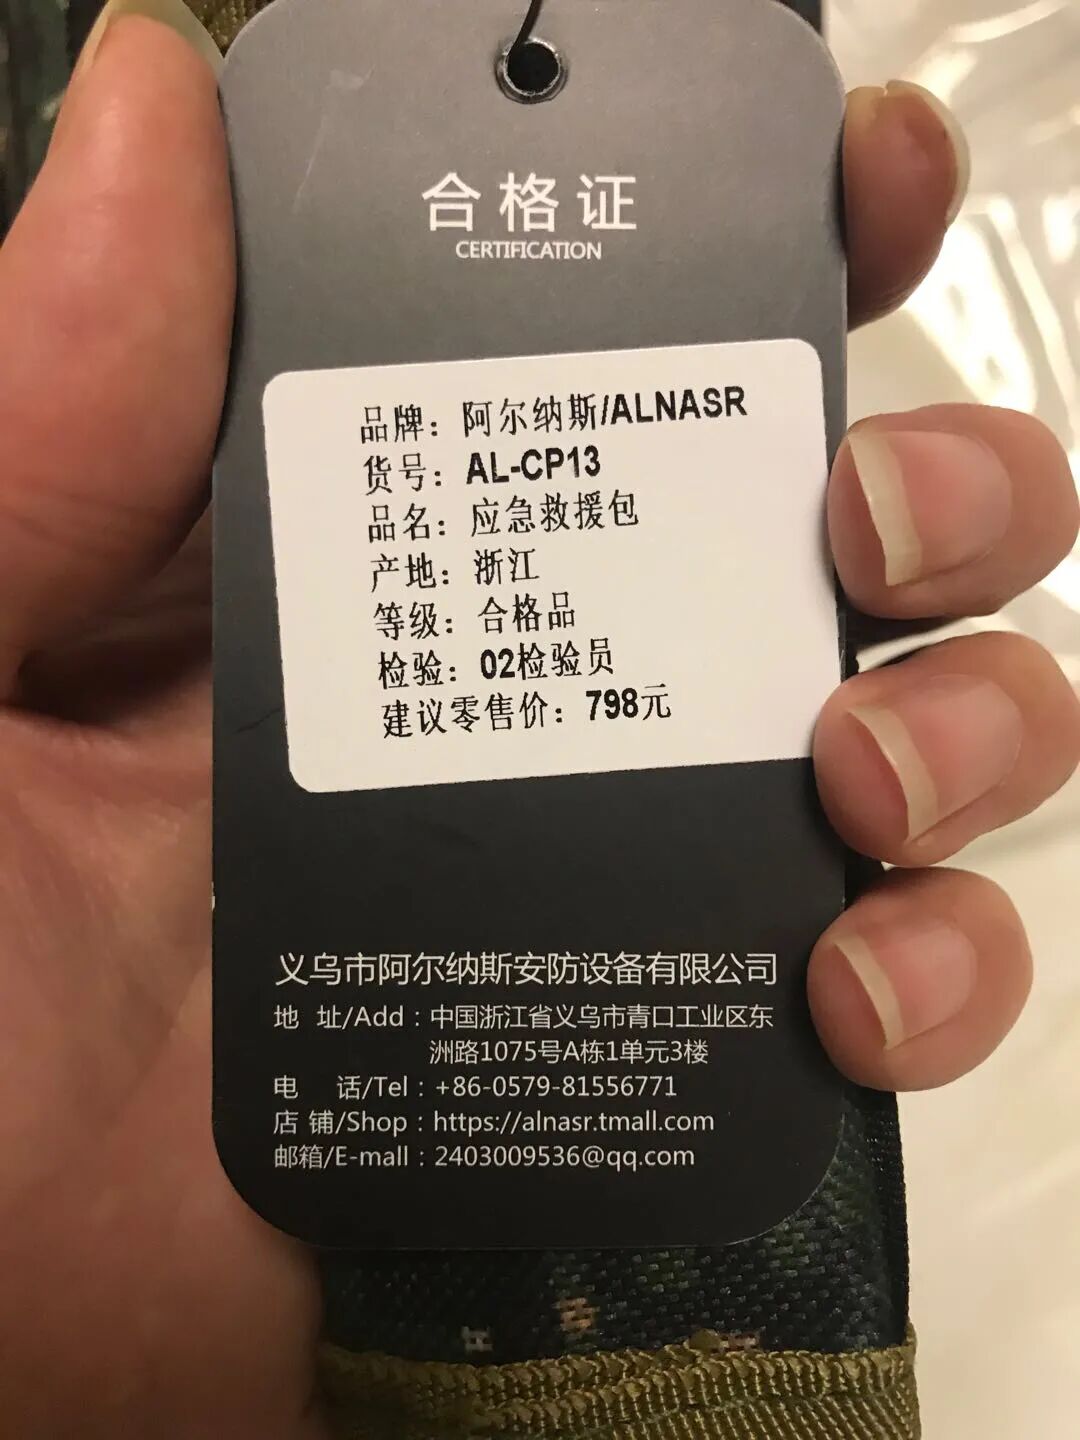 合格证
CERTIFICATION
品牌：阿尔纳斯/ALNASR
货号：AL-CP13
品名：应急救援包
产地：浙江
等级：合格品
检验：02检验员
建议零售价：798元
义乌市阿尔纳斯安防设备有限公司
地 址/Add：中国浙江省义乌市青口工业区东
洲路1075号A栋1单元3楼
电 话/Tel：+86-0579-81556771
店 铺/Shop：https://alnasr.tmall.com
邮箱/E-mall：2403009536@qq.com